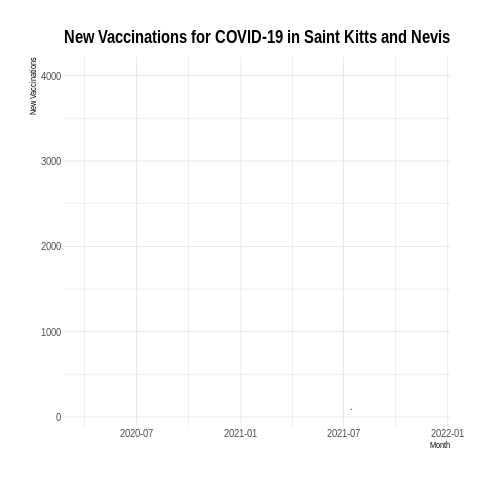 New Vaccinations for COVID-19 in Saint Kitts and Nevis
New Vaccinations
4000
3000
2000
1000
0
2020-07 2021-01 2021-07 2022-01
Month